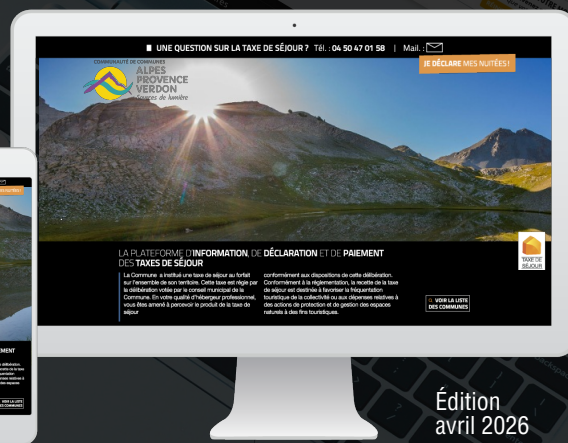 UNE QUESTION SUR LA TAXE DE SÉJOUR ? Tél. : 04 50 47 01 58 | Mail. :
JE DÉCLARE MES NUITÉES !
COMMUNAUTÉ DE COMMUNES
ALPES
PROVENCE
VERDON
Sources de lumière
LA PLATEFORME D'INFORMATION, DE DÉCLARATION ET DE PAIEMENT
DES TAXES DE SÉJOUR
La Commune a institué une taxe de séjour au forfait
sur l'ensemble de son territoire. Cette taxe est régie par
la délibération votée par le conseil municipal de la
Commune. En votre qualité d'hébergeur professionnel,
vous êtes amené à percevoir le produit de la taxe de
séjour
conformément aux dispositions de cette délibération.
Conformément à la réglementation, la recette de la taxe
de séjour est destinée à favoriser la fréquentation
touristique de la collectivité ou aux dépenses relatives à
des actions de protection et de gestion des espaces
naturels à des fins touristiques.
TAXE DE
SÉJOUR
VOIR LA LISTE
DES COMMUNES
Édition
avril 2026